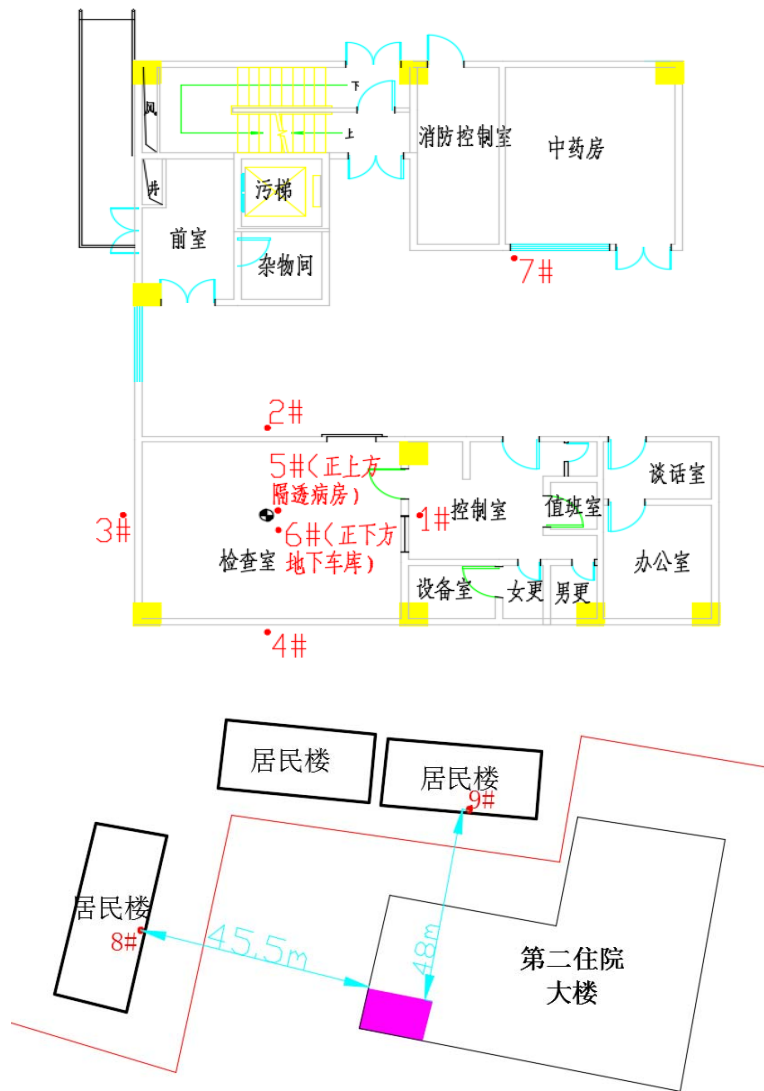 下
风
上
消防控制室
中药房
井
污梯
前室
杂物间
7#
2#
5#(正上方
隔透病房)
谈话室
3#
1#
控制室
值班室
6#(正下方
地下车库)
检查室
办公室
设备室
女更
男更
4#
居民楼
居民楼
9#
居民楼
8#
45.5m
48m
第二住院
大楼